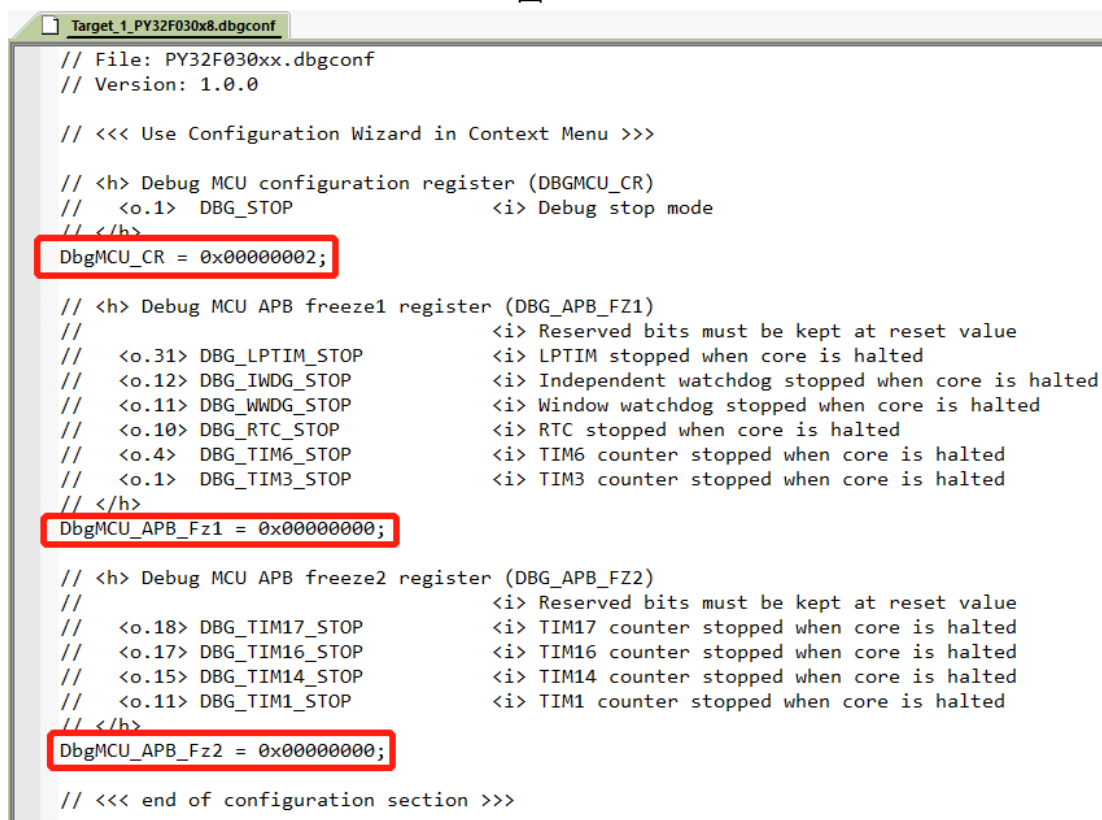 Target_1_PY32F030x8.dbgconf
// File: PY32F030xx.dbgconf
// Version: 1.0.0
// <<< Use Configuration Wizard in Context Menu >>>
// <h> Debug MCU configuration register (DBGMCU_CR)
//   <o.1>  DBG_STOP                 <i> Debug stop mode
// </h>
DbgMCU_CR = 0x00000002;
// <h> Debug MCU APB freeze1 register (DBG_APB_FZ1)
//                                 <i> Reserved bits must be kept at reset value
//   <o.31> DBG_LPTIM_STOP           <i> LPTIM stopped when core is halted
//   <o.12> DBG_IWDG_STOP            <i> Independent watchdog stopped when core is halted
//   <o.11> DBG_WWDG_STOP            <i> Window watchdog stopped when core is halted
//   <o.10> DBG_RTC_STOP             <i> RTC stopped when core is halted
//   <o.4>  DBG_TIM6_STOP            <i> TIM6 counter stopped when core is halted
//   <o.1>  DBG_TIM3_STOP            <i> TIM3 counter stopped when core is halted
// </h>
DbgMCU_APB_Fz1 = 0x00000000;
// <h> Debug MCU APB freeze2 register (DBG_APB_FZ2)
//                                 <i> Reserved bits must be kept at reset value
//   <o.18> DBG_TIM17_STOP           <i> TIM17 counter stopped when core is halted
//   <o.17> DBG_TIM16_STOP           <i> TIM16 counter stopped when core is halted
//   <o.15> DBG_TIM14_STOP           <i> TIM14 counter stopped when core is halted
//   <o.11> DBG_TIM1_STOP            <i> TIM1 counter stopped when core is halted
// </h>
DbgMCU_APB_Fz2 = 0x00000000;
// <<< end of configuration section >>>